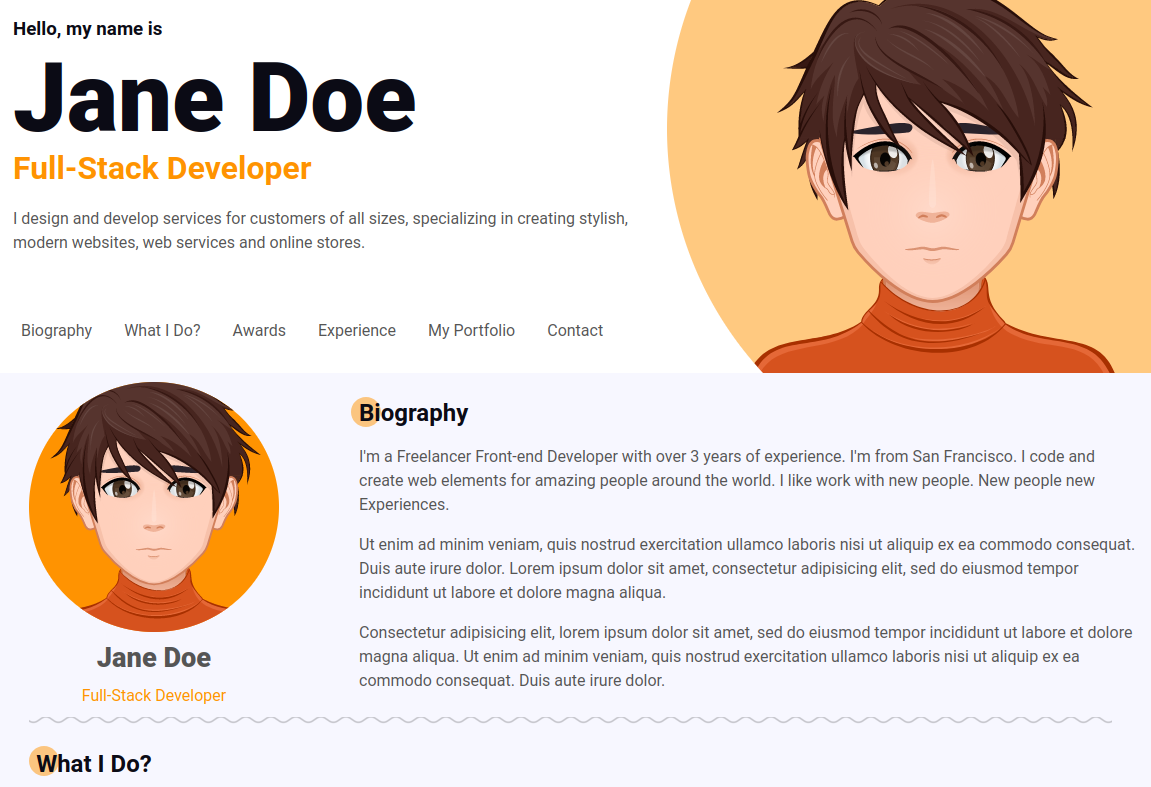 Hello, my name is
Jane Doe
Full-Stack Developer
I design and develop services for customers of all sizes, specializing in creating stylish,
modern websites, web services and online stores.
Biography What I Do? Awards Experience My Portfolio Contact
Jane Doe
Full-Stack Developer
Biography
I'm a Freelancer Front-end Developer with over 3 years of experience. I'm from San Francisco. I code and
create web elements for amazing people around the world. I like work with new people. New people new
Experiences.
Ut enim ad minim veniam, quis nostrud exercitation ullamco laboris nisi ut aliquip ex ea commodo consequat.
Duis aute irure dolor. Lorem ipsum dolor sit amet, consectetur adipisicing elit, sed do eiusmod tempor
incididunt ut labore et dolore magna aliqua.
Consectetur adipisicing elit, lorem ipsum dolor sit amet, sed do eiusmod tempor incididunt ut labore et dolore
magna aliqua. Ut enim ad minim veniam, quis nostrud exercitation ullamco laboris nisi ut aliquip ex ea
commodo consequat. Duis aute irure dolor.
What I Do?